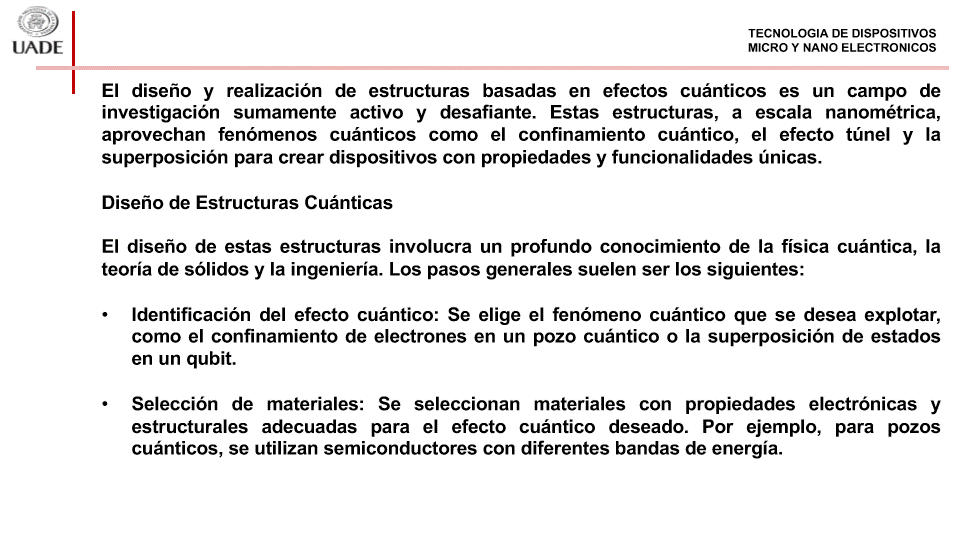 UADE
TECNOLOGIA DE DISPOSITIVOS
MICRO Y NANO ELECTRONICOS
El diseño y realización de estructuras basadas en efectos cuánticos es un campo de
investigación sumamente activo y desafiante. Estas estructuras, a escala nanométrica,
aprovechan fenómenos cuánticos como el confinamiento cuántico, el efecto túnel y la
superposición para crear dispositivos con propiedades y funcionalidades únicas.
Diseño de Estructuras Cuánticas
El diseño de estas estructuras involucra un profundo conocimiento de la física cuántica, la
teoría de sólidos y la ingeniería. Los pasos generales suelen ser los siguientes:
• Identificación del efecto cuántico: Se elige el fenómeno cuántico que se desea explotar,
como el confinamiento de electrones en un pozo cuántico o la superposición de estados
en un qubit.
• Selección de materiales: Se seleccionan materiales con propiedades electrónicas y
estructurales adecuadas para el efecto cuántico deseado. Por ejemplo, para pozos
cuánticos, se utilizan semiconductores con diferentes bandas de energía.